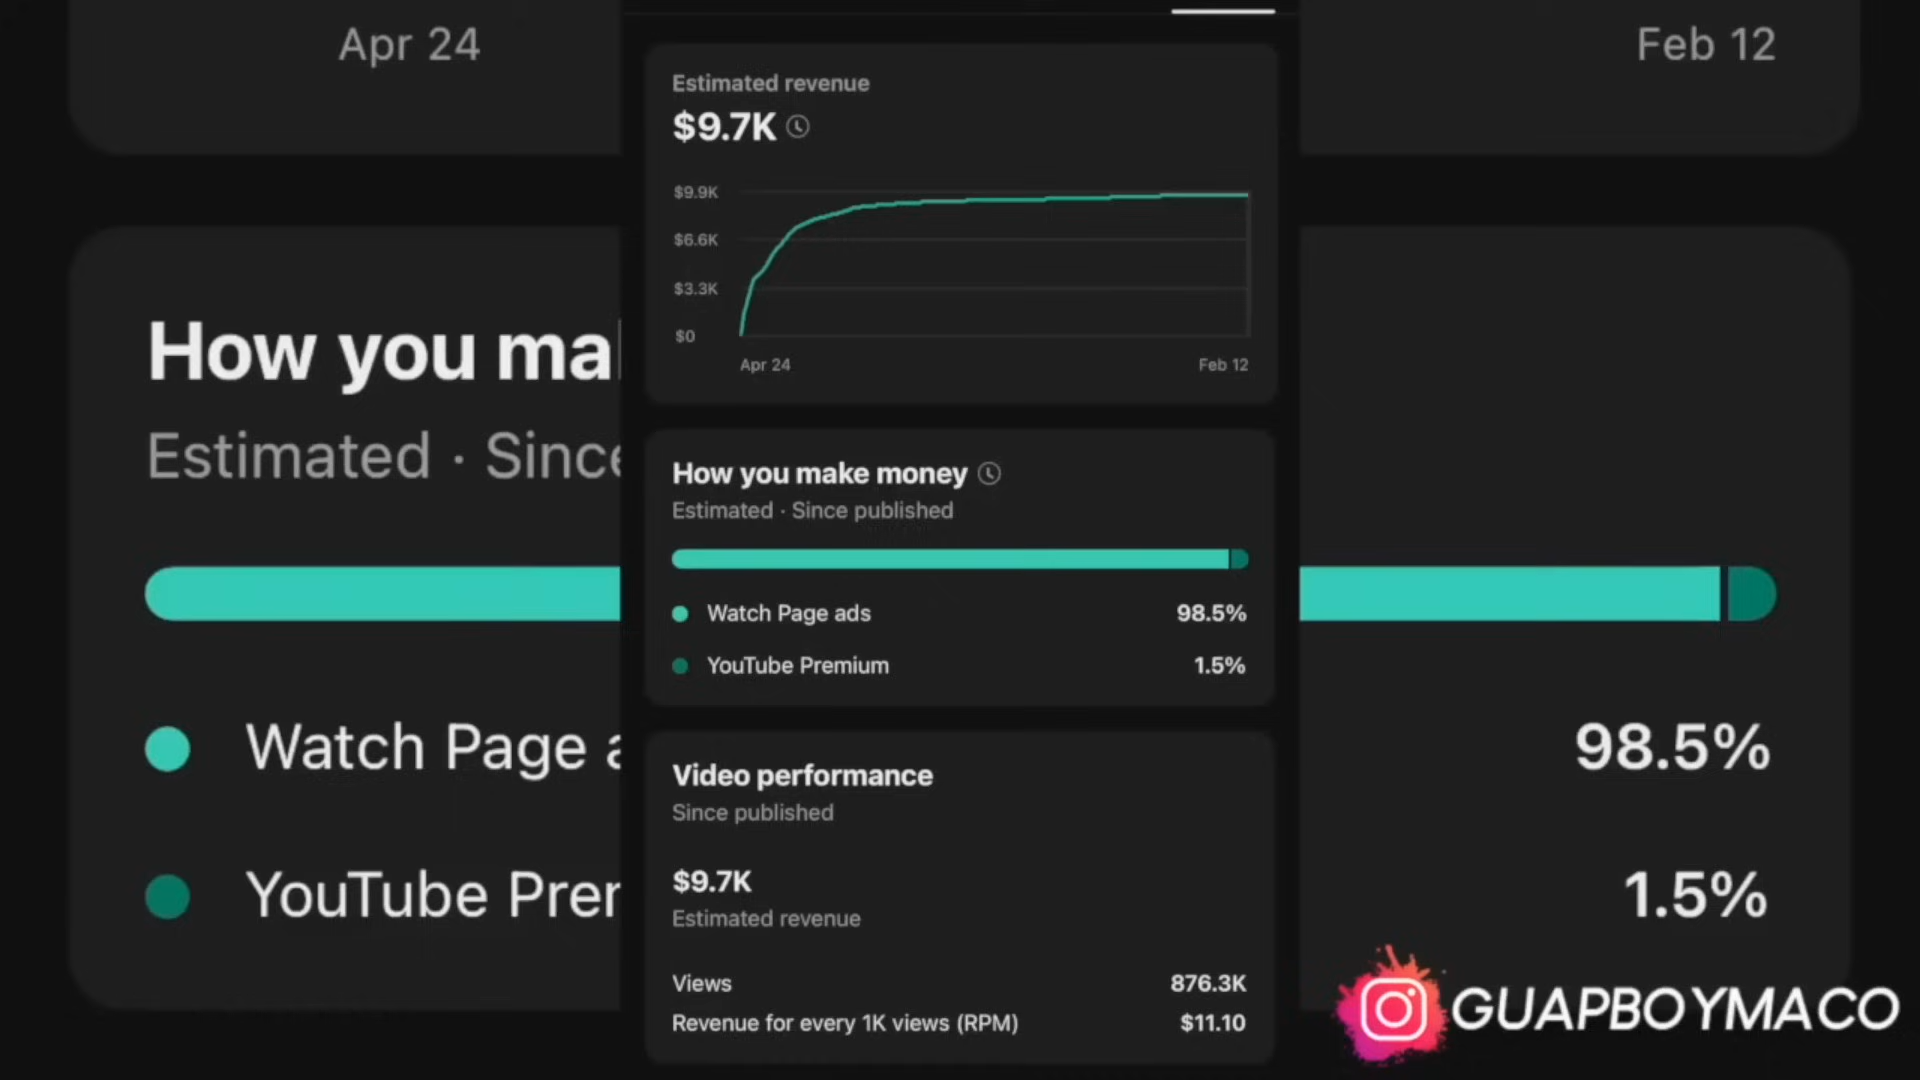 Apr 24
Feb 12
Estimated revenue
$9.7K
$9.9K
$6.6K
$3.3K
$0
Apr 24
Feb 12
How you ma
Estimated · Since
How you make money
Estimated · Since published
Watch Page ads
98.5%
YouTube Premium
1.5%
Watch Page a
98.5%
YouTube Prer
1.5%
Video performance
Since published
$9.7K
Estimated revenue
Views
876.3K
Revenue for every 1K views (RPM)
$11.10
GUAPBOYMACO